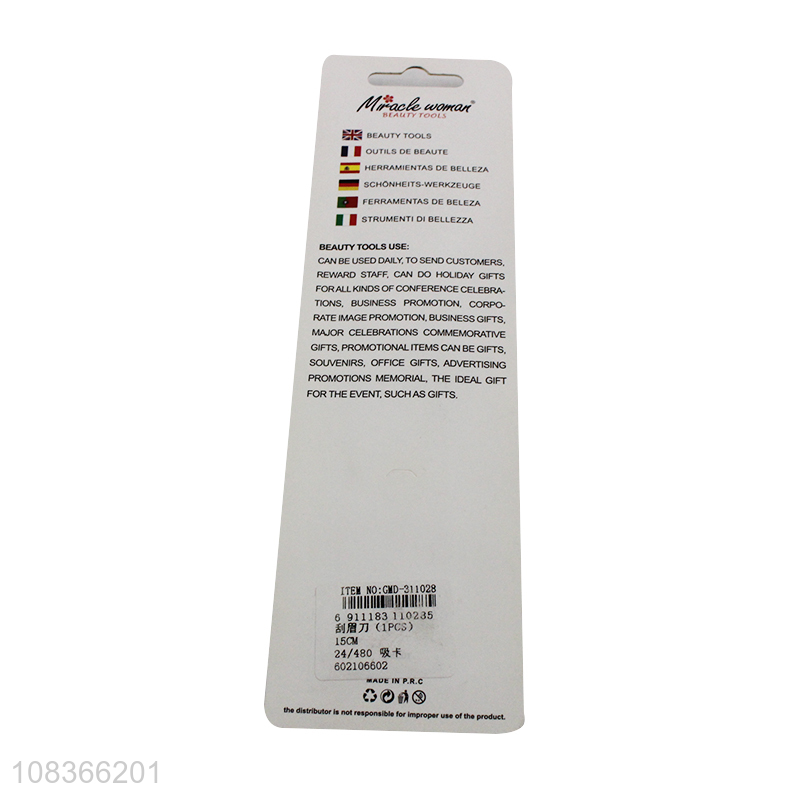 Miracle woman®
BEAUTY TOOLS
BEAUTY TOOLS
OUTILS DE BEAUTE
HERRAMIENTAS DE BELLEZA
SCHÖNHEITS-WERKZEUGE
FERRAMENTAS DE BELEZA
STRUMENTI DI BELLEZZA
BEAUTY TOOLS USE:
CAN BE USED DAILY, TO SEND CUSTOMERS,
REWARD STAFF, CAN DO HOLIDAY GIFTS
FOR ALL KINDS OF CONFERENCE CELEBRA-
TIONS, BUSINESS PROMOTION, CORPO-
RATE IMAGE PROMOTION, BUSINESS GIFTS,
MAJOR CELEBRATIONS COMMEMORATIVE
GIFTS, PROMOTIONAL ITEMS CAN BE GIFTS,
SOUVENIRS, OFFICE GIFTS, ADVERTISING
PROMOTIONS MEMORIAL, THE IDEAL GIFT
FOR THE EVENT, SUCH AS GIFTS.
ITEM NO:GMD-311028
6 911183 110235
刮眉刀 (1PCS)
15CM
24/480 吸卡
602106602
MADE IN P.R.C
the distributor is not responsible for improper use of the product.
108366201